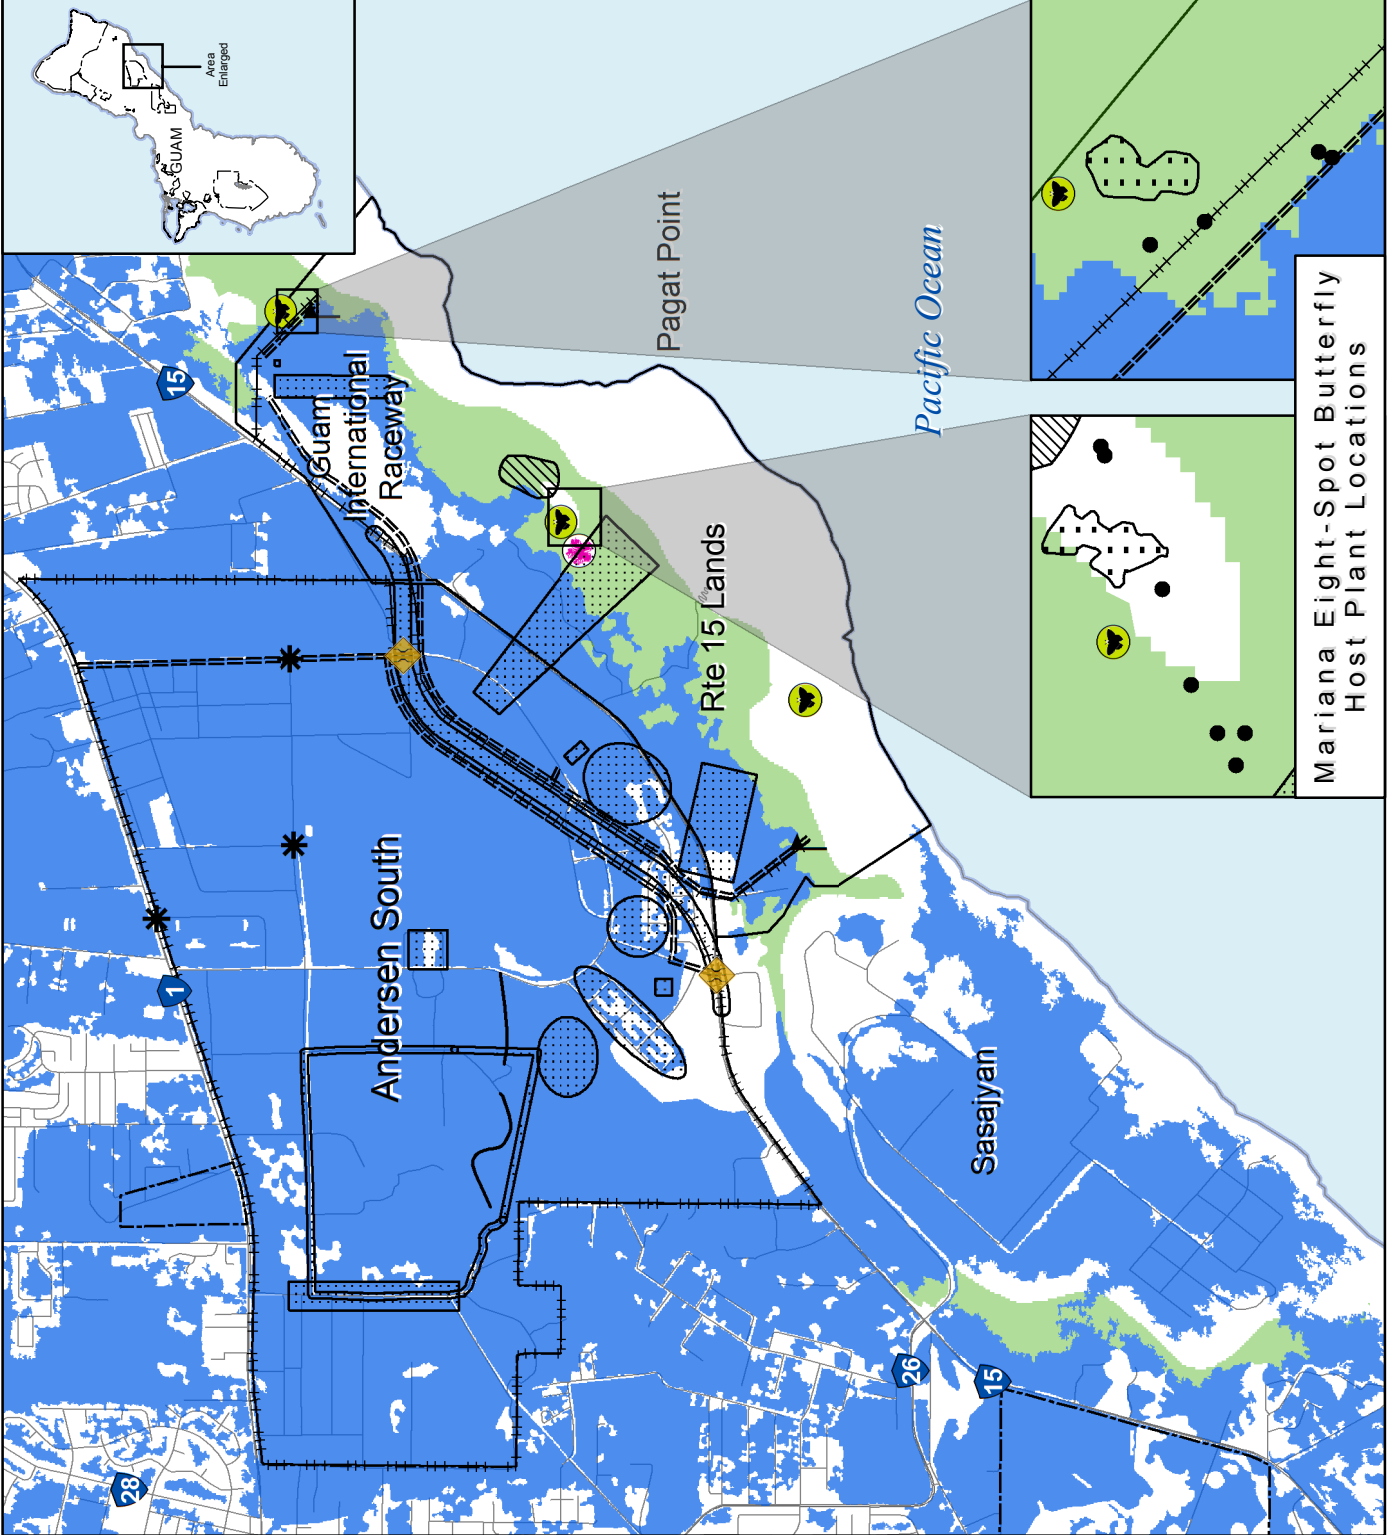 GUAM
Area
Enlarged
15
Guam
International
Raceway
Pagat Point
Pacific Ocean
Rte 15 Lands
Andersen South
1
Sasajyan
26
15
28
Mariana Eight-Spot Butterfly
Host Plant Locations